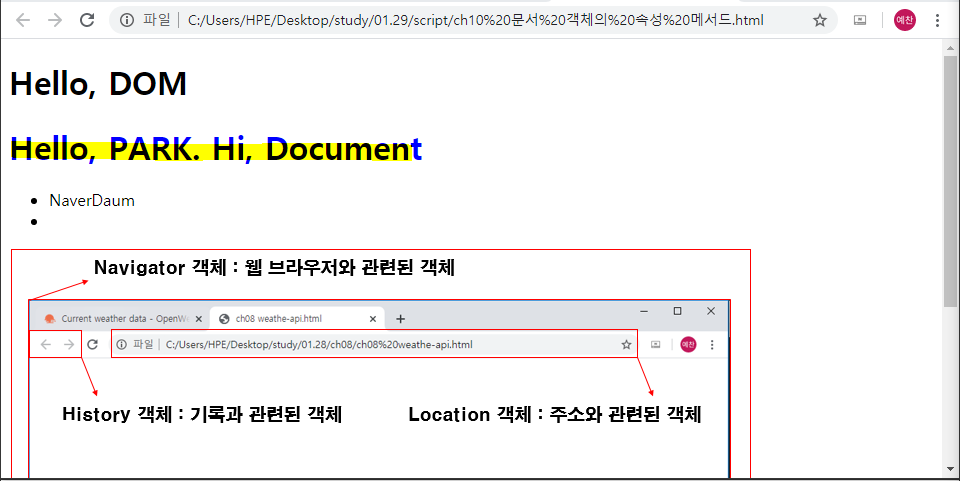 파일 | C:/Users/HPE/Desktop/study/01.29/script/ch10%20문서%20객체의%20속성%20메서드.html
예찬
Hello, DOM
Hello, PARK. Hi, Document
NaverDaum
Navigator 객체 : 웹 브라우저와 관련된 객체
Current weather data - OpenWe
ch08 weathe-api.html
파일 | C:/Users/HPE/Desktop/study/01.28/ch08/ch08%20weathe-api.html
예찬
History 객체 : 기록과 관련된 객체
Location 객체 : 주소와 관련된 객체